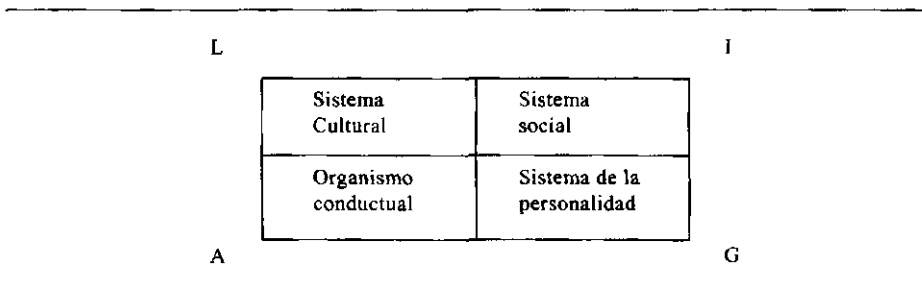 L I
Sistema Sistema
Cultural social
Organismo Sistema de la
conductual personalidad
A G